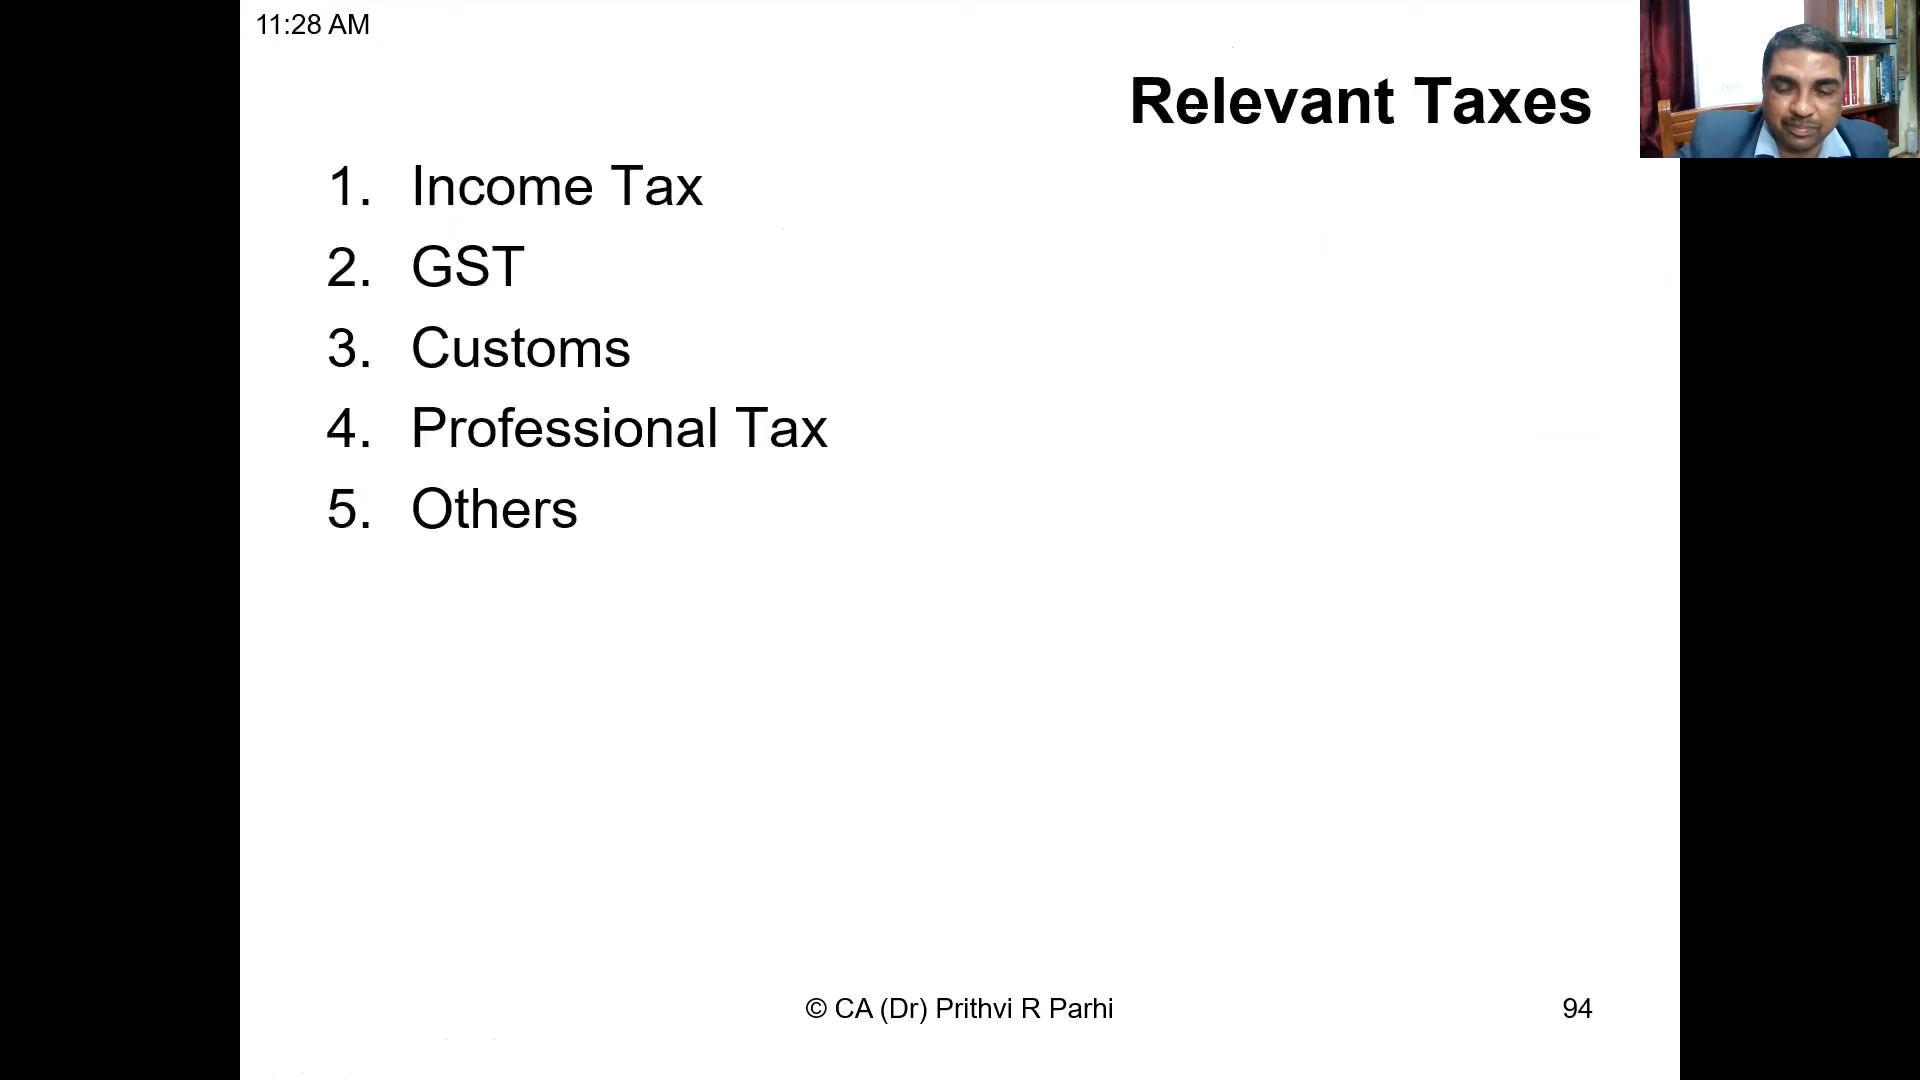 11:28 AM
Relevant Taxes
1. Income Tax
2. GST
3. Customs
4. Professional Tax
5. Others
© CA (Dr) Prithvi R Parhi
94